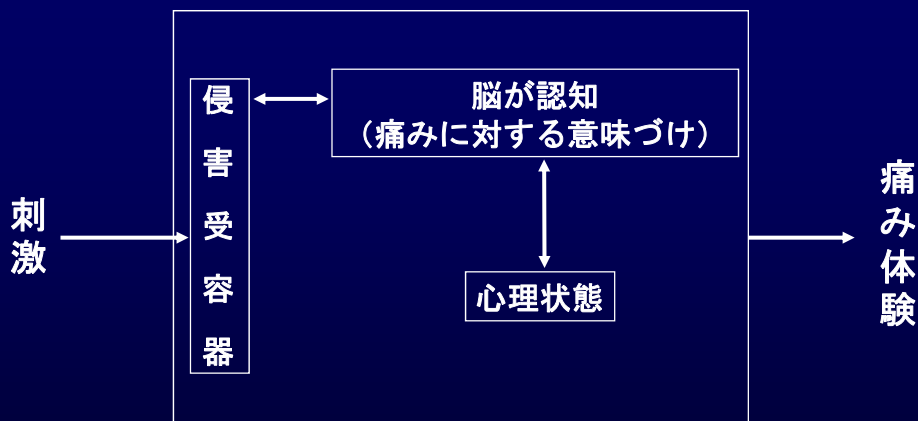 刺激
侵害受容器
脳が認知
（痛みに対する意味づけ）
心理状態
痛み体験